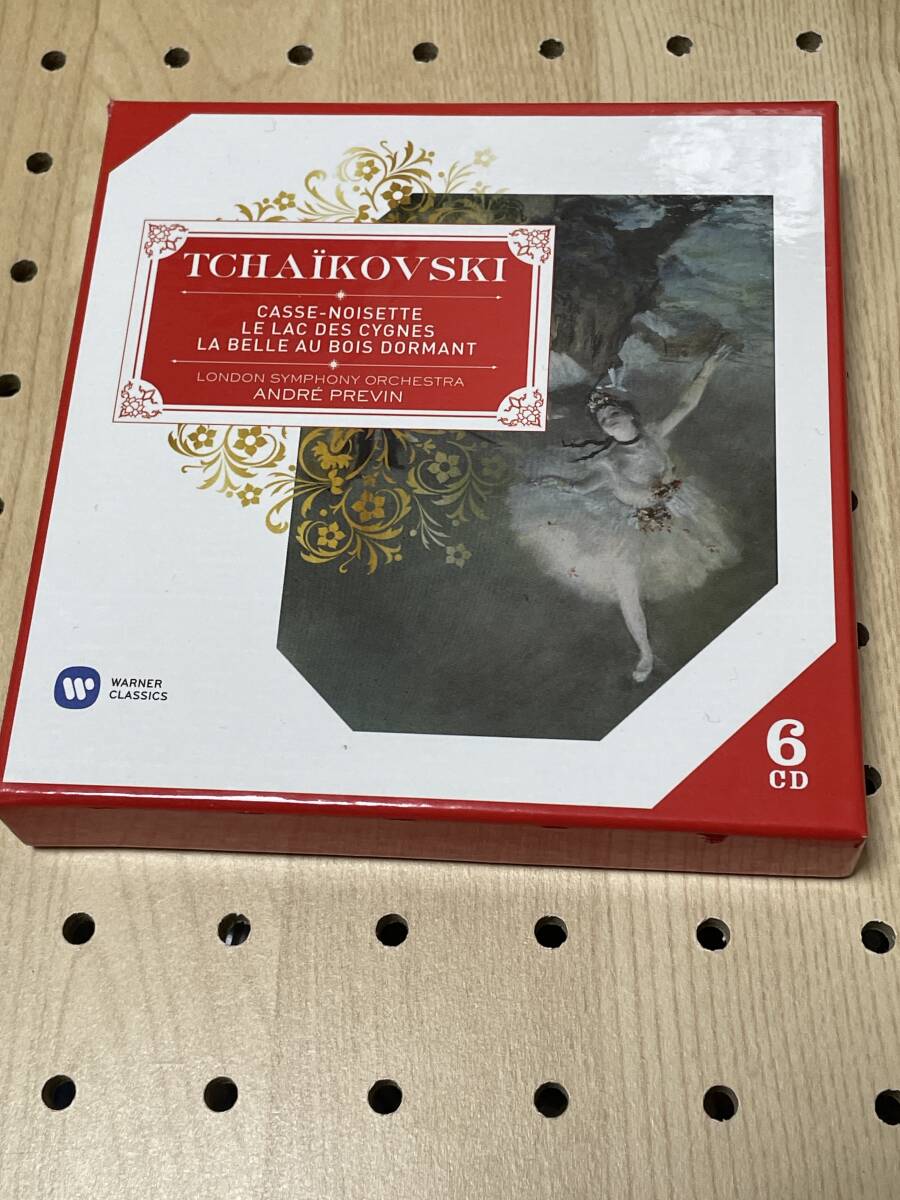 TCHAÏKOVSKI
CASSE-NOISETTE
LE LAC DES CYGNES
LA BELLE AU BOIS DORMANT
LONDON SYMPHONY ORCHESTRA
ANDRÉ PREVIN
WARNER
CLASSICS
6
CD